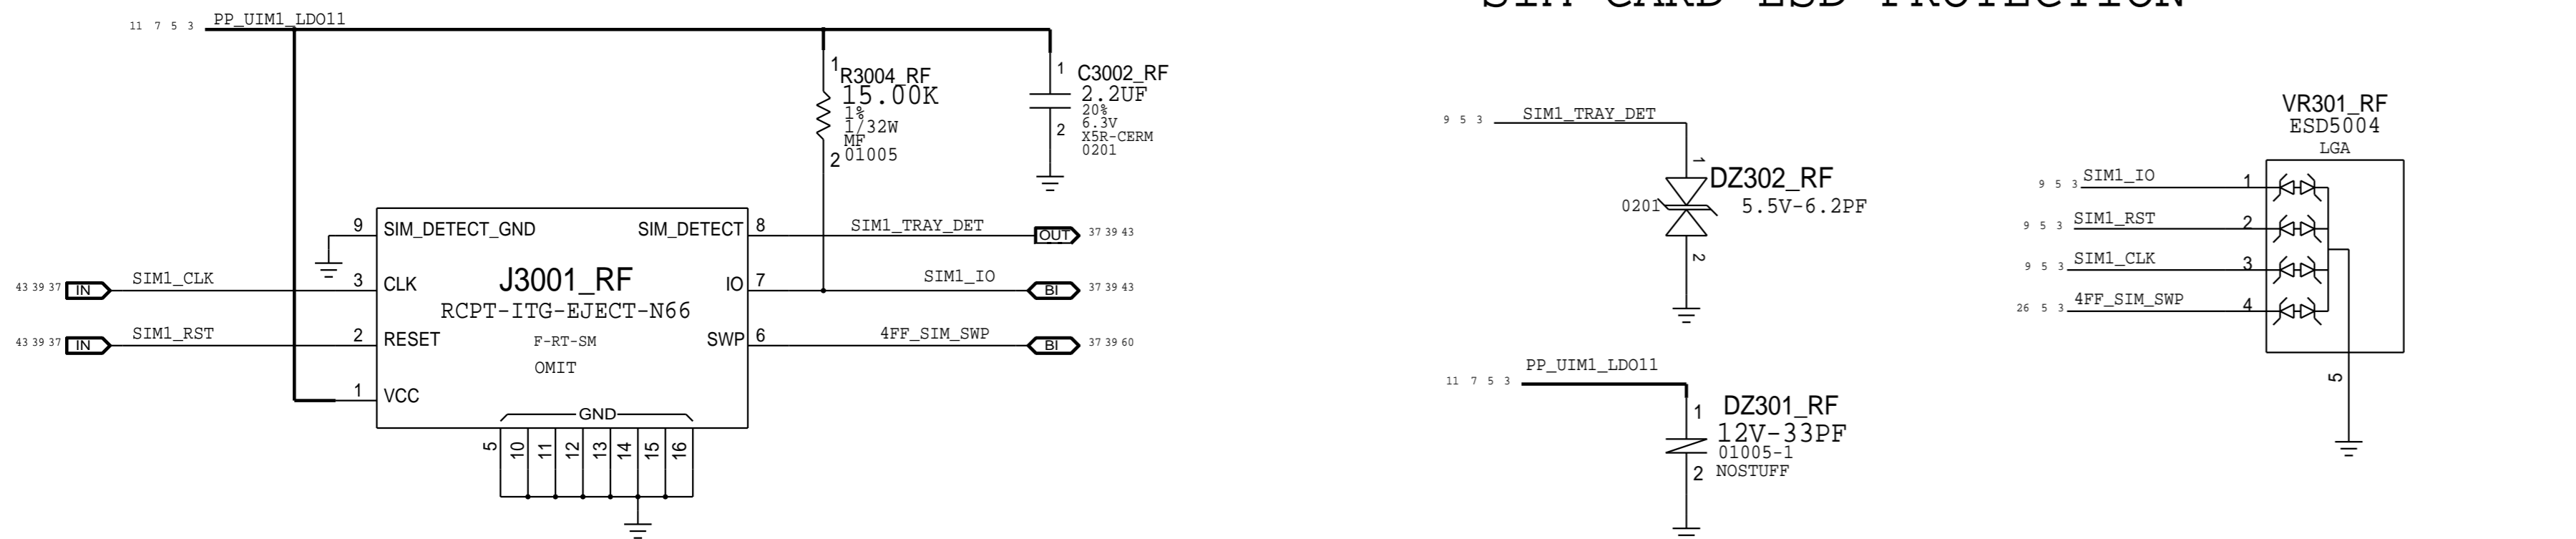 SIM CARD ESD PROTECTION
11 7 5 3 PP_UIM1_LDO11
1
R3004_RF
15.00K
1%
1/32W
MF
2 01005
1 C3002_RF
2.2UF
20%
6.3V
2 X5R-CERM
0201
9 SIM_DETECT_GND
SIM_DETECT 8 SIM1_TRAY_DET OUT 37 39 43
43 39 37 IN SIM1_CLK 3 CLK
J3001_RF
IO 7 SIM1_IO BI 37 39 43
RCPT-ITG-EJECT-N66
43 39 37 IN SIM1_RST 2 RESET
F-RT-SM
SWP 6 4FF_SIM_SWP BI 37 39 60
OMIT
1 VCC
GND
5 10 11 12 13 14 15 16
9 5 3 SIM1_TRAY_DET
1
DZ302_RF
0201 5.5V-6.2PF
2
11 7 5 3 PP_UIM1_LDO11
1 DZ301_RF
12V-33PF
01005-1
2 NOSTUFF
VR301_RF
ESD5004
LGA
9 5 3 SIM1_IO 1
9 5 3 SIM1_RST 2
9 5 3 SIM1_CLK 3
26 5 3 4FF_SIM_SWP 4
5